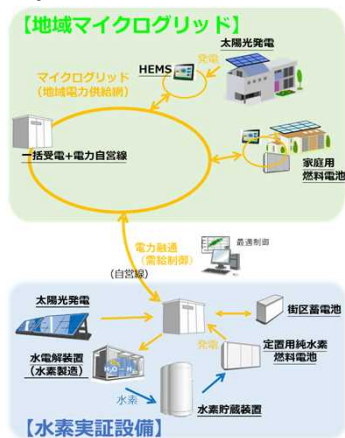 【地域マイクログリッド】
太陽光発電
発電
HEMS
マイクログリッド
(地域電力供給網)
一括受電+電力自営線
家庭用
燃料電池
電力融通
(需給制御)
最適制御
(自営線)
太陽光発電
街区蓄電池
発電
定置用純水素
燃料電池
水電解装置
(水素製造)
H₂O
H₂
水素
水素
水素貯蔵装置
【水素実証設備】